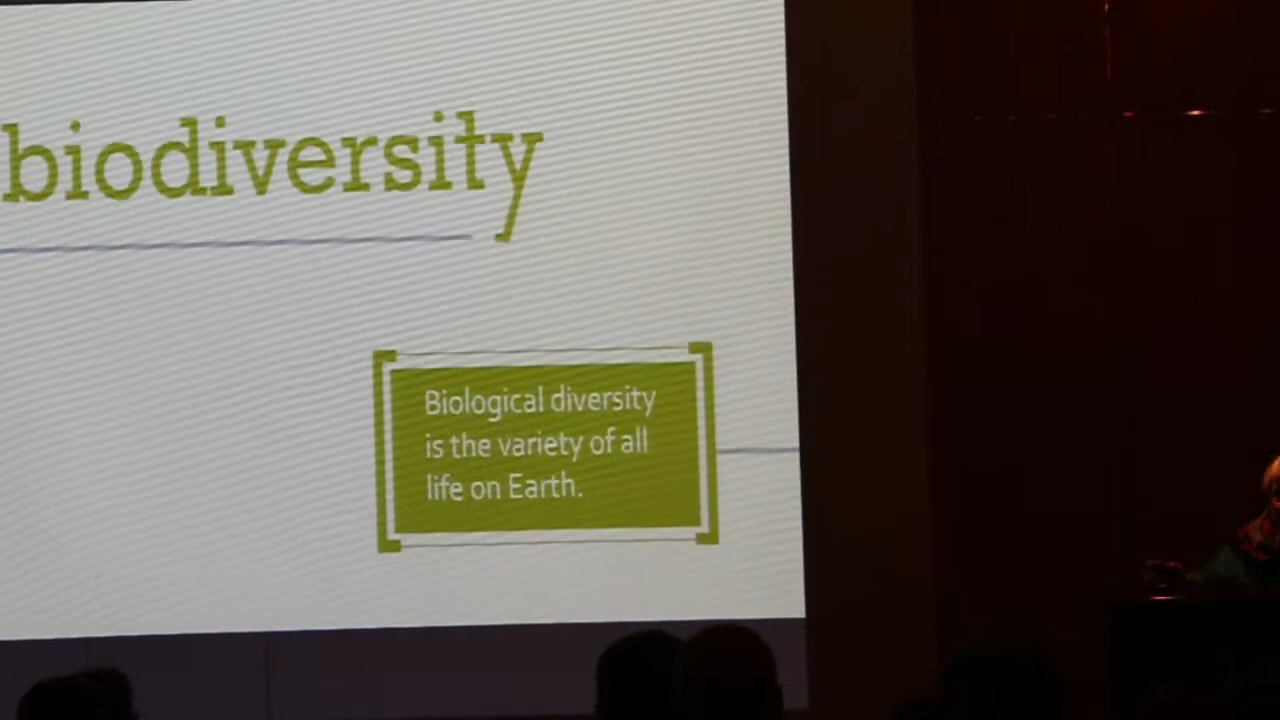 biodiversity
Biological diversity
is the variety of all
life on Earth.